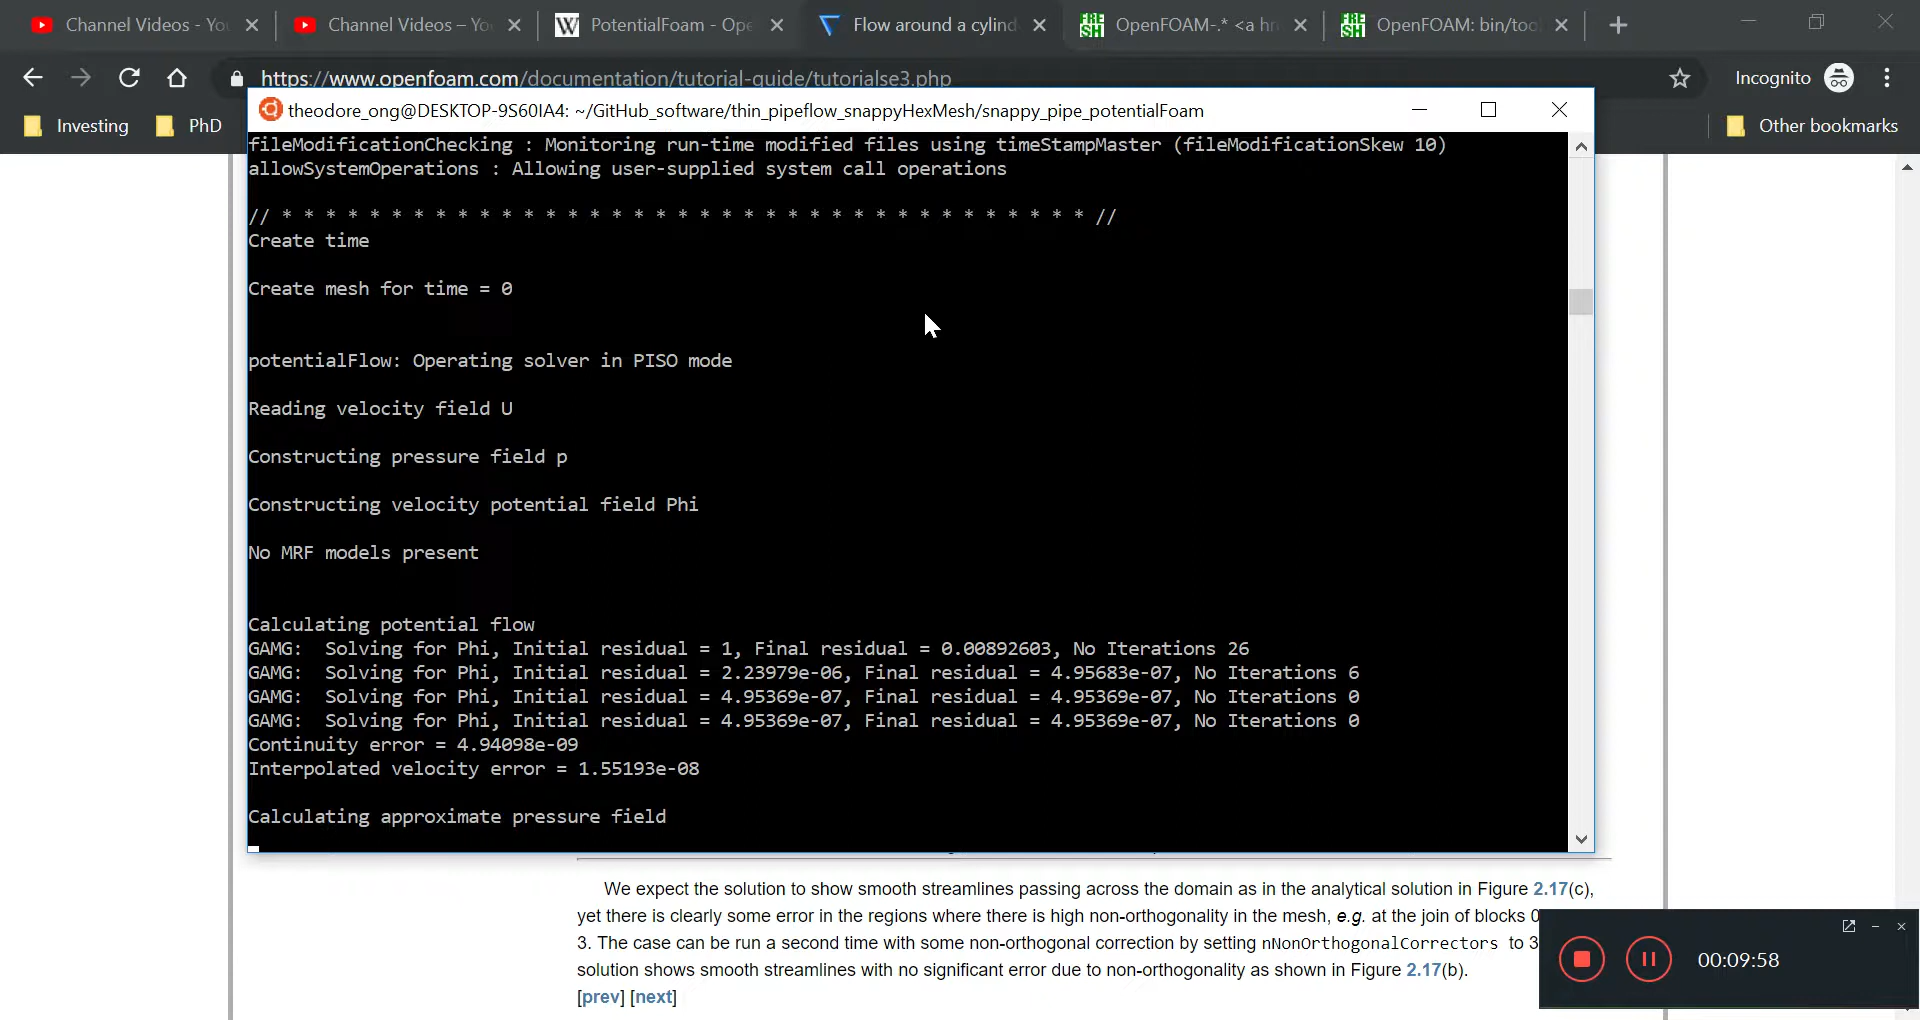 Channel Videos - Yo
Channel Videos – Yo
PotentialFoam - Ope
Flow around a cylind
OpenFOAM-.* <a hr
OpenFOAM: bin/too
https://www.openfoam.com/documentation/tutorial-guide/tutorialse3.php
Incognito
Investing
PhD
Other bookmarks
theodore_ong@DESKTOP-9S60IA4: ~/GitHub_software/thin_pipeflow_snappyHexMesh/snappy_pipe_potentialFoam
fileModificationChecking : Monitoring run-time modified files using timeStampMaster (fileModificationSkew 10)
allowSystemOperations : Allowing user-supplied system call operations
// * * * * * * * * * * * * * * * * * * * * * * * * * * * * * * * * * * * * * //
Create time
Create mesh for time = 0
potentialFlow: Operating solver in PISO mode
Reading velocity field U
Constructing pressure field p
Constructing velocity potential field Phi
No MRF models present
Calculating potential flow
GAMG:  Solving for Phi, Initial residual = 1, Final residual = 0.00892603, No Iterations 26
GAMG:  Solving for Phi, Initial residual = 2.23979e-06, Final residual = 4.95683e-07, No Iterations 6
GAMG:  Solving for Phi, Initial residual = 4.95369e-07, Final residual = 4.95369e-07, No Iterations 0
GAMG:  Solving for Phi, Initial residual = 4.95369e-07, Final residual = 4.95369e-07, No Iterations 0
Continuity error = 4.94098e-09
Interpolated velocity error = 1.55193e-08
Calculating approximate pressure field
We expect the solution to show smooth streamlines passing across the domain as in the analytical solution in Figure 2.17(c),
yet there is clearly some error in the regions where there is high non-orthogonality in the mesh, e.g. at the join of blocks 0
3. The case can be run a second time with some non-orthogonal correction by setting nNonOrthogonalCorrectors to 3
solution shows smooth streamlines with no significant error due to non-orthogonality as shown in Figure 2.17(b).
[prev] [next]
00:09:58